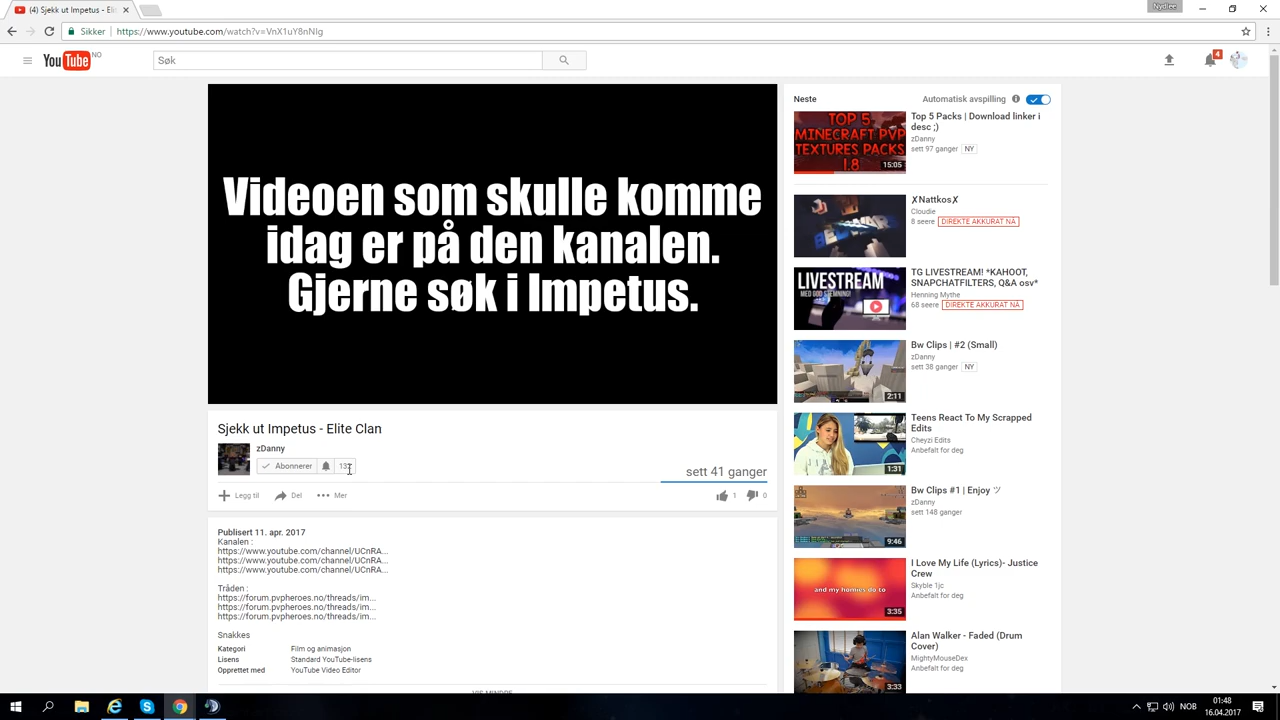 (4) Sjekk ut Impetus - Elit
Nydlee
Sikker
https://www.youtube.com/watch?v=VnX1uY8nNIg
YouTube NO
Søk
4
Videoen som skulle komme
idag er på den kanalen.
Gjerne søk i Impetus.
Sjekk ut Impetus - Elite Clan
zDanny
Abonnerer
sett 41 ganger
Legg til
Del
Mer
1
0
Publisert 11. apr. 2017
Kanalen :
https://www.youtube.com/channel/UCnRA...
https://www.youtube.com/channel/UCnRA...
https://www.youtube.com/channel/UCnRA...
Tråden :
https://forum.pvpheroes.no/threads/im...
https://forum.pvpheroes.no/threads/im...
https://forum.pvpheroes.no/threads/im...
Snakkes
Kategori Film og animasjon
Lisens Standard YouTube-lisens
Opprettet med YouTube Video Editor
VIS MINDRE
Neste
Automatisk avspilling
TOP 5
MINECRAFT PVP
TEXTURES PACKS
1.8
15:05
Top 5 Packs | Download linker i
desc ;)
zDanny
sett 97 ganger NY
✗Nattkos✗
Cloudie
8 seere DIREKTE AKKURAT NÅ
LIVESTREAM
MED GOD STEMNING!
TG LIVESTREAM! *KAHOOT,
SNAPCHATFILTERS, Q&A osv*
Henning Mythe
68 seere DIREKTE AKKURAT NÅ
2:11
Bw Clips | #2 (Small)
zDanny
sett 38 ganger NY
1:31
Teens React To My Scrapped
Edits
Cheyzi Edits
Anbefalt for deg
9:46
Bw Clips #1 | Enjoy ツ
zDanny
sett 148 ganger
and my homies do to
3:35
I Love My Life (Lyrics)- Justice
Crew
Skyble 1jc
Anbefalt for deg
3:33
Alan Walker - Faded (Drum
Cover)
MightyMouseDex
Anbefalt for deg
NOB
01:48
16.04.2017